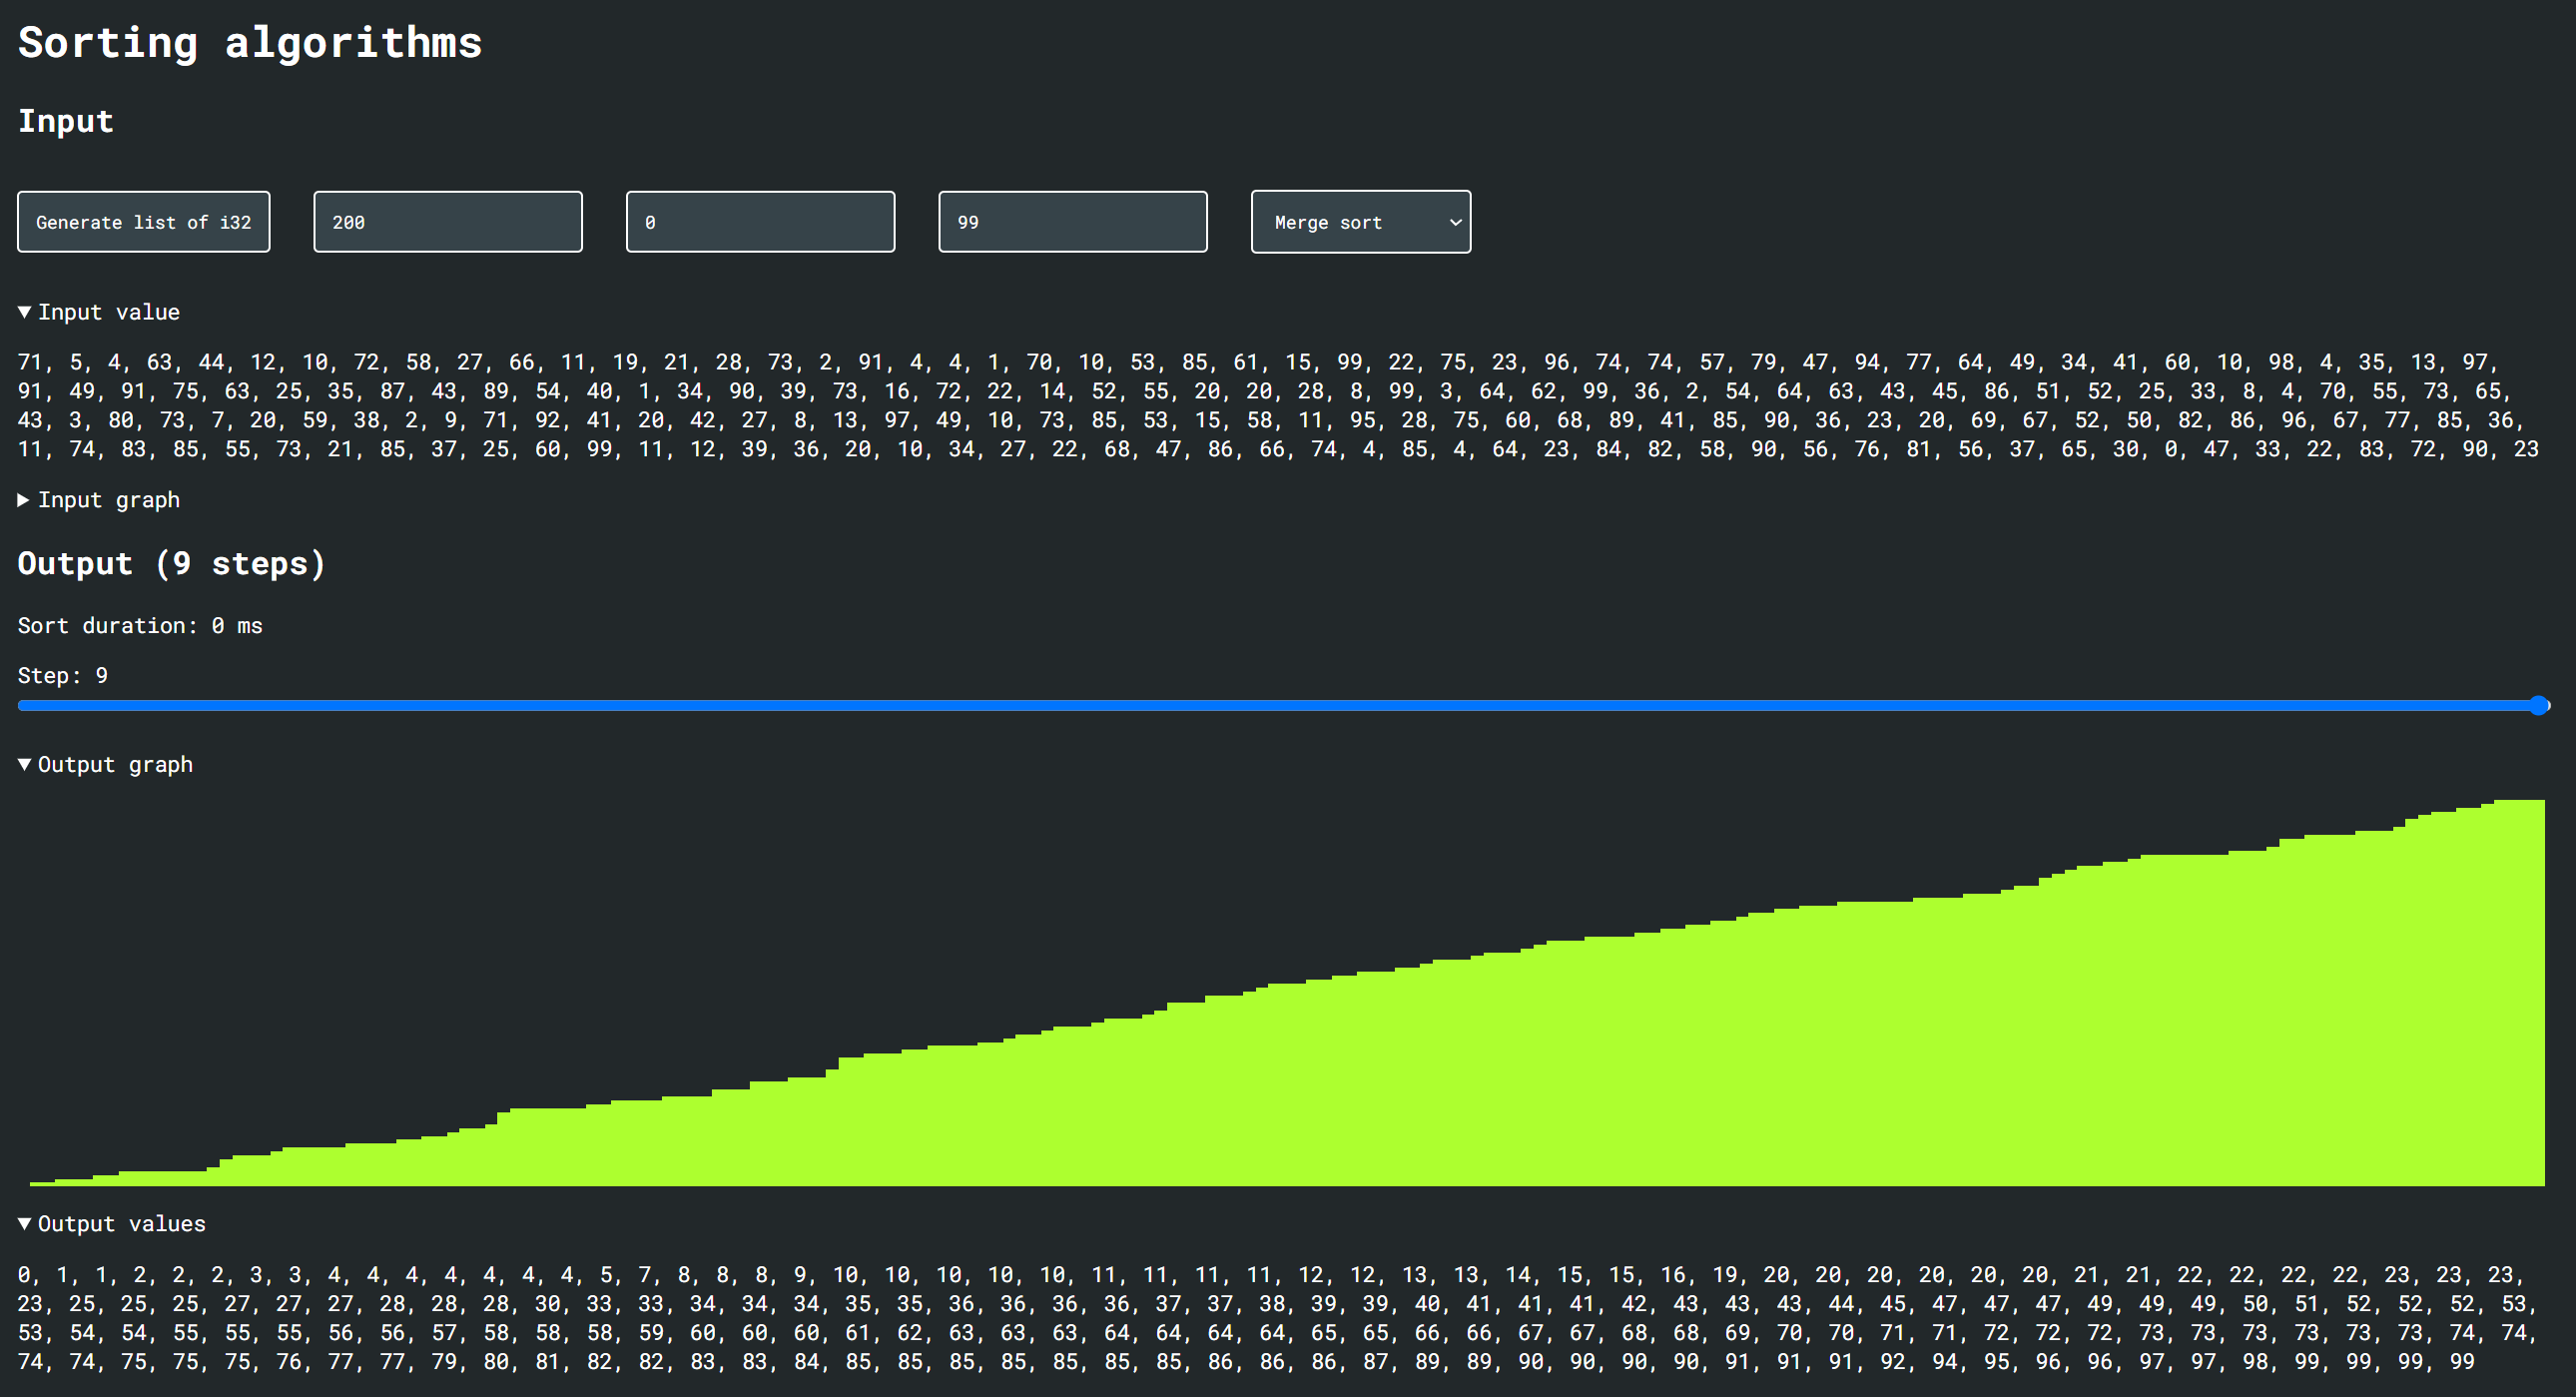 Sorting algorithms
Input
Generate list of i32 200 0 99 Merge sort
Input value
71, 5, 4, 63, 44, 12, 10, 72, 58, 27, 66, 11, 19, 21, 28, 73, 2, 91, 4, 4, 1, 70, 10, 53, 85, 61, 15, 99, 22, 75, 23, 96, 74, 74, 57, 79, 47, 94, 77, 64, 49, 34, 41, 60, 10, 98, 4, 35, 13, 97,
91, 49, 91, 75, 63, 25, 35, 87, 43, 89, 54, 40, 1, 34, 90, 39, 73, 16, 72, 22, 14, 52, 55, 20, 20, 28, 8, 99, 3, 64, 62, 99, 36, 2, 54, 64, 63, 43, 45, 86, 51, 52, 25, 33, 8, 4, 70, 55, 73, 65,
43, 3, 80, 73, 7, 20, 59, 38, 2, 9, 71, 92, 41, 20, 42, 27, 8, 13, 97, 49, 10, 73, 85, 53, 15, 58, 11, 95, 28, 75, 60, 68, 89, 41, 85, 90, 36, 23, 20, 69, 67, 52, 50, 82, 86, 96, 67, 77, 85, 36,
11, 74, 83, 85, 55, 73, 21, 85, 37, 25, 60, 99, 11, 12, 39, 36, 20, 10, 34, 27, 22, 68, 47, 86, 66, 74, 4, 85, 4, 64, 23, 84, 82, 58, 90, 56, 76, 81, 56, 37, 65, 30, 0, 47, 33, 22, 83, 72, 90, 23
Input graph
Output (9 steps)
Sort duration: 0 ms
Step: 9
Output graph
Output values
0, 1, 1, 2, 2, 2, 3, 3, 4, 4, 4, 4, 4, 4, 4, 5, 7, 8, 8, 8, 9, 10, 10, 10, 10, 10, 11, 11, 11, 11, 12, 12, 13, 13, 14, 15, 15, 16, 19, 20, 20, 20, 20, 20, 20, 21, 21, 22, 22, 22, 22, 23, 23, 23,
23, 25, 25, 25, 27, 27, 27, 28, 28, 28, 30, 33, 33, 34, 34, 34, 35, 35, 36, 36, 36, 36, 37, 37, 38, 39, 39, 40, 41, 41, 41, 42, 43, 43, 43, 44, 45, 47, 47, 47, 49, 49, 49, 50, 51, 52, 52, 52, 53,
53, 54, 54, 55, 55, 55, 56, 56, 57, 58, 58, 58, 59, 60, 60, 60, 61, 62, 63, 63, 63, 64, 64, 64, 64, 65, 65, 66, 66, 67, 67, 68, 68, 69, 70, 70, 71, 71, 72, 72, 72, 73, 73, 73, 73, 73, 73, 74, 74,
74, 74, 75, 75, 75, 76, 77, 77, 79, 80, 81, 82, 82, 83, 83, 84, 85, 85, 85, 85, 85, 85, 85, 86, 86, 86, 87, 89, 89, 90, 90, 90, 90, 91, 91, 91, 92, 94, 95, 96, 96, 97, 97, 98, 99, 99, 99, 99